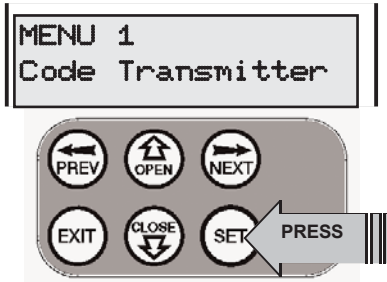 MENU 1
Code Transmitter
PREV OPEN NEXT
EXIT CLOSE SET PRESS